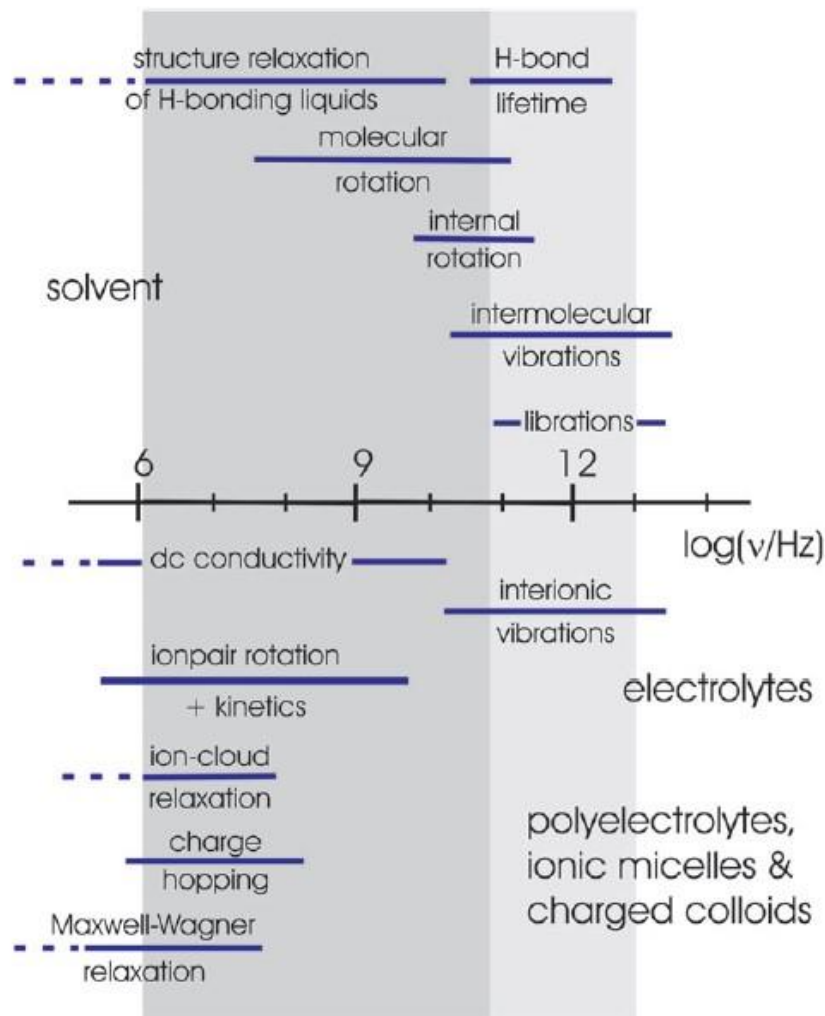 structure relaxation
of H-bonding liquids
H-bond
lifetime
molecular
rotation
internal
rotation
solvent
intermolecular
vibrations
librations
6 9 12
log(ν/Hz)
dc conductivity
interionic
vibrations
ionpair rotation
+ kinetics
electrolytes
ion-cloud
relaxation
polyelectrolytes,
ionic micelles &
charged colloids
charge
hopping
Maxwell-Wagner
relaxation